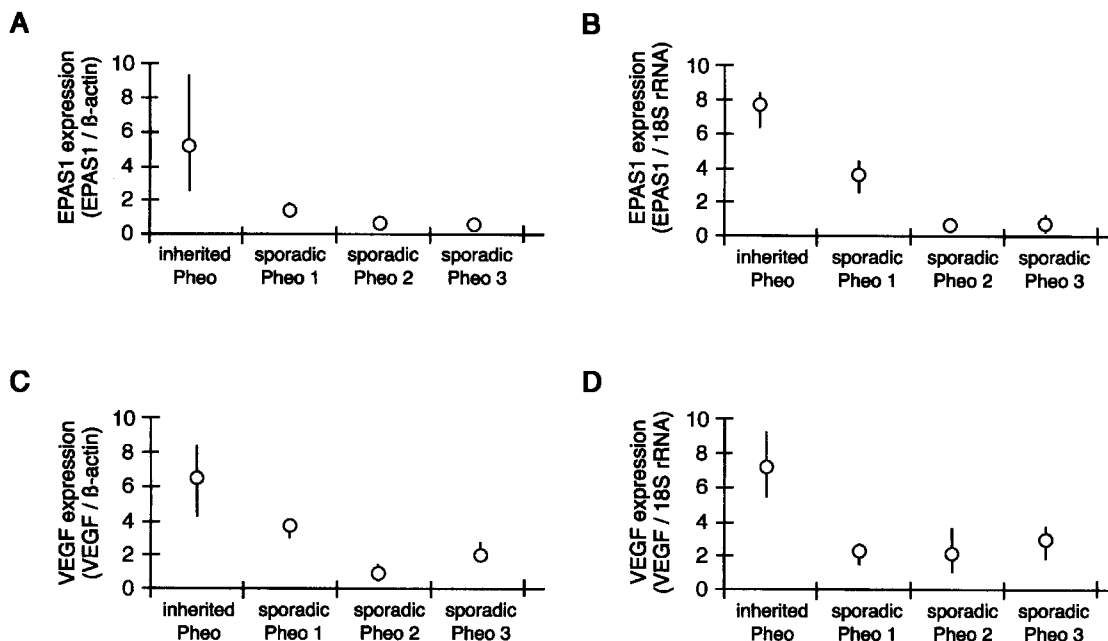 A
EPAS1 expression
(EPAS1 / ß-actin)
10
8
6
4
2
0
inherited
Pheo
sporadic
Pheo 1
sporadic
Pheo 2
sporadic
Pheo 3
B
EPAS1 expression
(EPAS1 / 18S rRNA)
10
8
6
4
2
0
inherited
Pheo
sporadic
Pheo 1
sporadic
Pheo 2
sporadic
Pheo 3
C
VEGF expression
(VEGF / ß-actin)
10
8
6
4
2
0
inherited
Pheo
sporadic
Pheo 1
sporadic
Pheo 2
sporadic
Pheo 3
D
VEGF expression
(VEGF / 18S rRNA)
10
8
6
4
2
0
inherited
Pheo
sporadic
Pheo 1
sporadic
Pheo 2
sporadic
Pheo 3